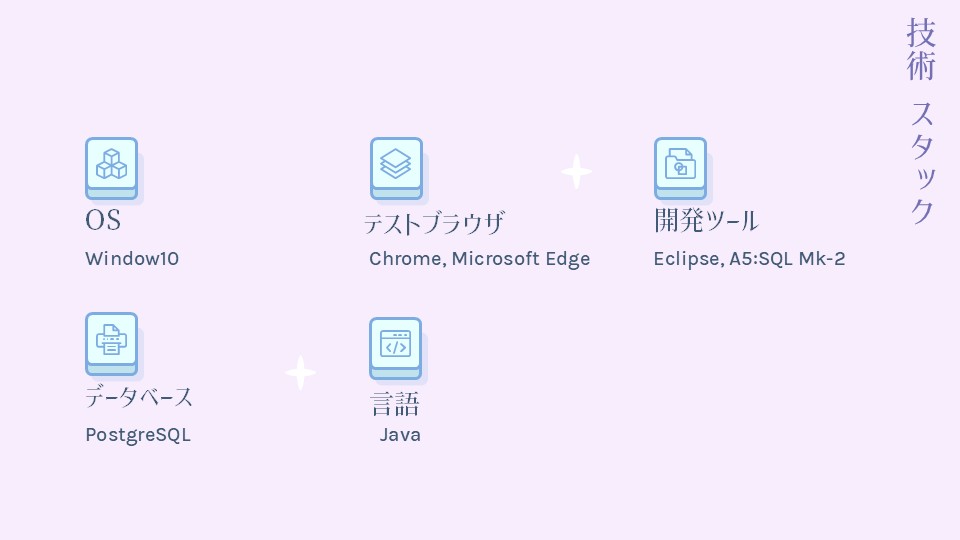 技術 スタック
OS
Window10
テストブラウザ
Chrome, Microsoft Edge
開発ツール
Eclipse, A5:SQL Mk-2
データベース
PostgreSQL
言語
Java